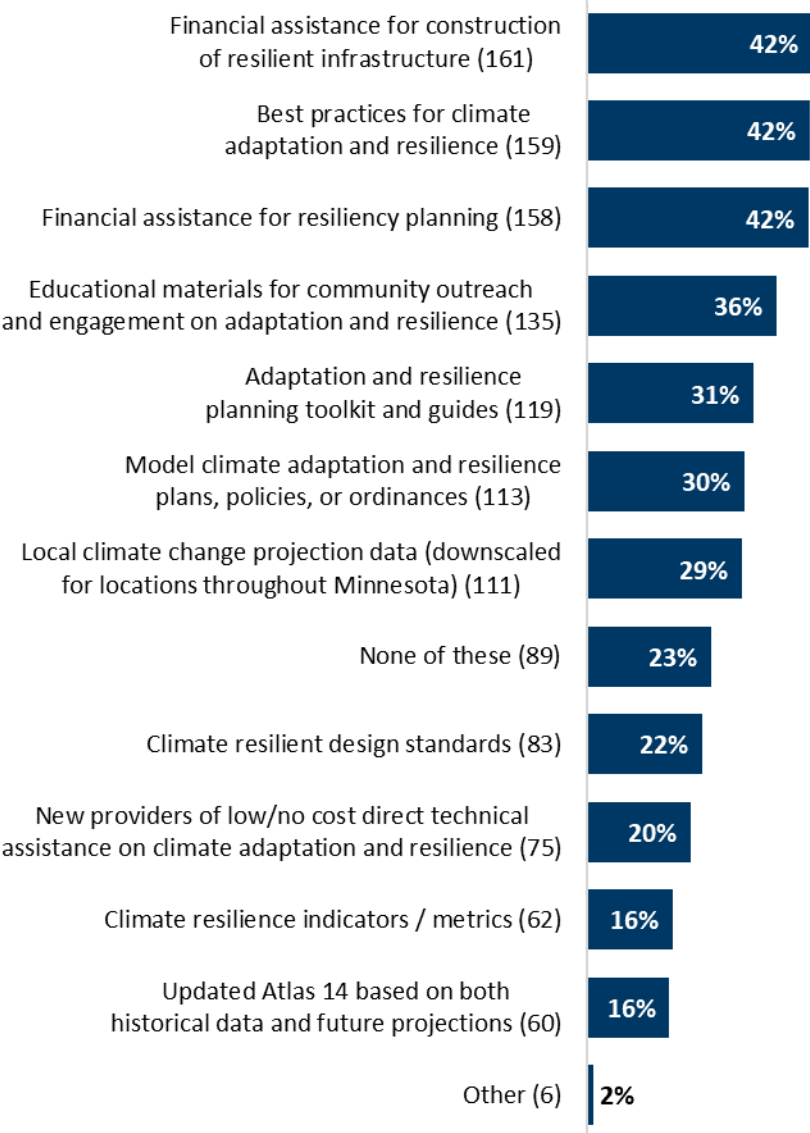 Financial assistance for construction
of resilient infrastructure (161)
42%
Best practices for climate
adaptation and resilience (159)
42%
Financial assistance for resiliency planning (158)
42%
Educational materials for community outreach
and engagement on adaptation and resilience (135)
36%
Adaptation and resilience
planning toolkit and guides (119)
31%
Model climate adaptation and resilience
plans, policies, or ordinances (113)
30%
Local climate change projection data (downscaled
for locations throughout Minnesota) (111)
29%
None of these (89)
23%
Climate resilient design standards (83)
22%
New providers of low/no cost direct technical
assistance on climate adaptation and resilience (75)
20%
Climate resilience indicators / metrics (62)
16%
Updated Atlas 14 based on both
historical data and future projections (60)
16%
Other (6)
2%